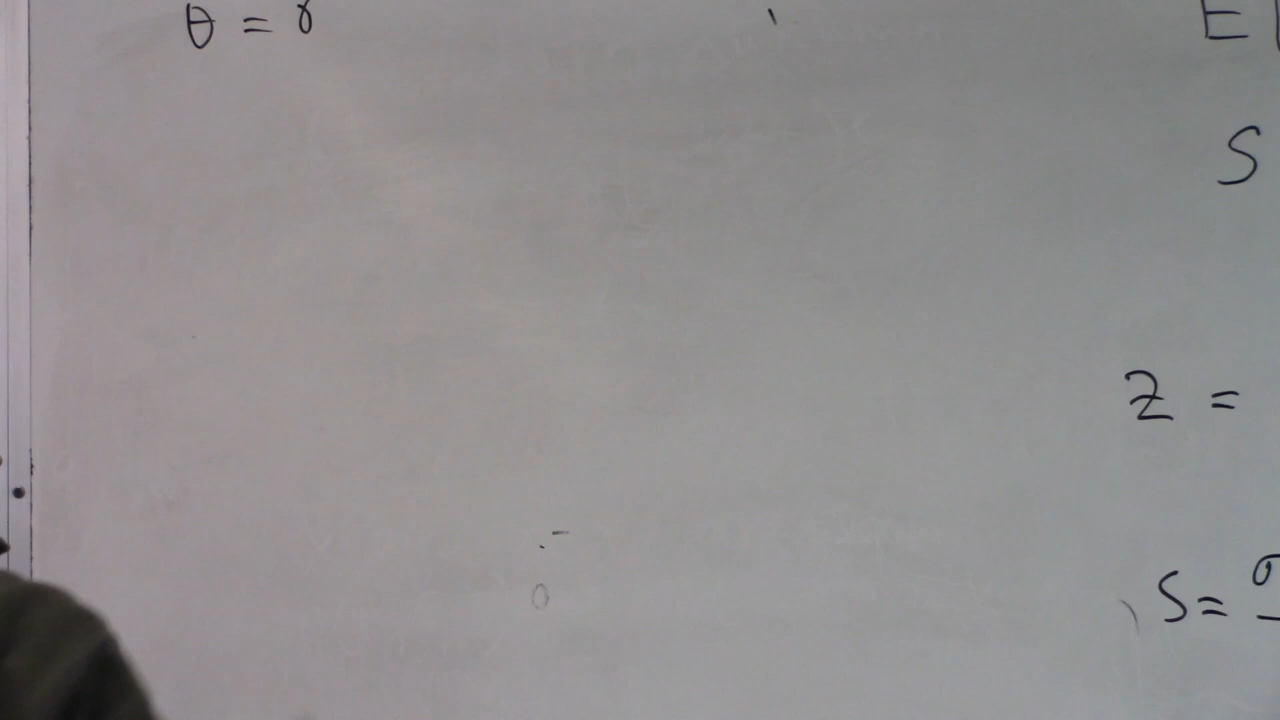 θ = γ
E[
S
Z =
S = σ
0